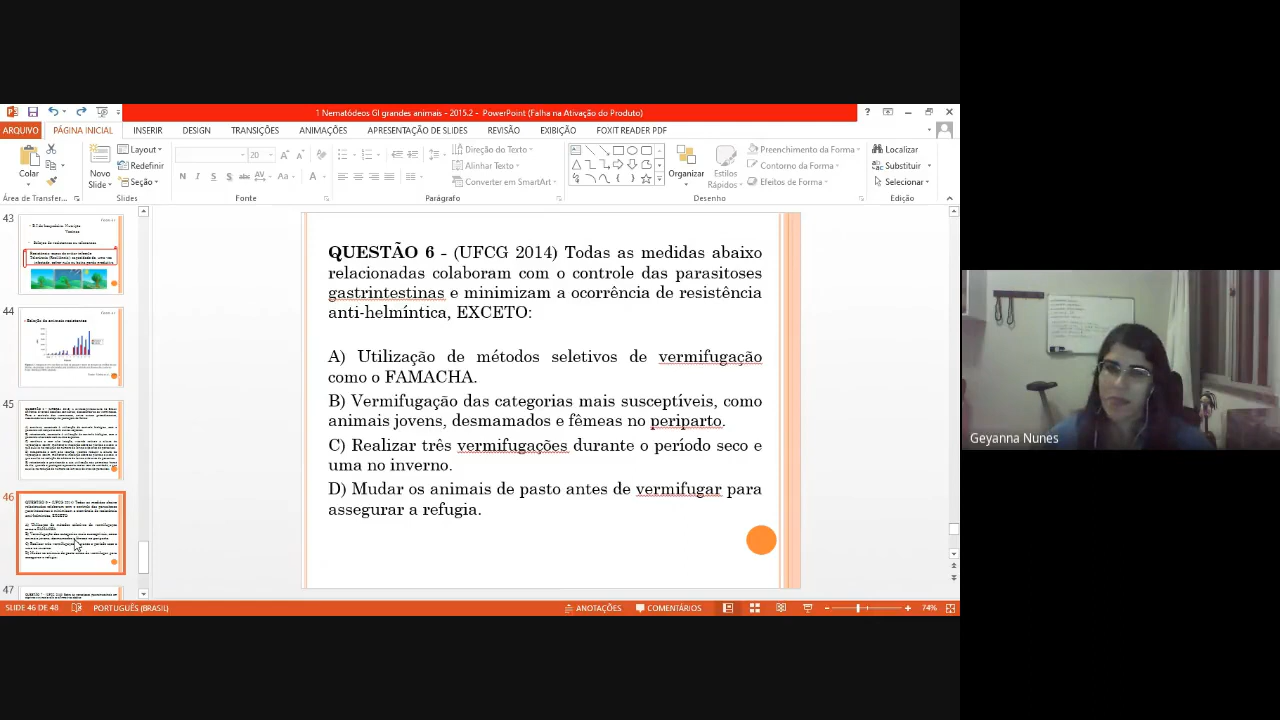 1 Nematódeos GI grandes animais - 2015.2 - PowerPoint (Falha na Ativação do Produto)
ARQUIVO PÁGINA INICIAL INSERIR DESIGN TRANSIÇÕES ANIMAÇÕES APRESENTAÇÃO DE SLIDES REVISÃO EXIBIÇÃO FOXIT READER PDF
Colar
Novo Slide
Layout
Redefinir
Seção
20
N I S S abc AV Aa A
Direção do Texto
Alinhar Texto
Converter em SmartArt
Organizar
Estilos Rápidos
Preenchimento da Forma
Contorno da Forma
Efeitos de Forma
Localizar
Substituir
Selecionar
Área de Transfer... Slides Fonte Parágrafo Desenho Edição
43
44
45
46
47
QUESTÃO 6 - (UFCG 2014) Todas as medidas abaixo
relacionadas colaboram com o controle das parasitoses
gastrintestinas e minimizam a ocorrência de resistência
anti-helmíntica, EXCETO:
A) Utilização de métodos seletivos de vermifugação
como o FAMACHA.
B) Vermifugação das categorias mais susceptíveis, como
animais jovens, desmamados e fêmeas no periparto.
C) Realizar três vermifugações durante o período seco e
uma no inverno.
D) Mudar os animais de pasto antes de vermifugar para
assegurar a refugia.
SLIDE 46 DE 48 PORTUGUÊS (BRASIL) ANOTAÇÕES COMENTÁRIOS 74%
Geyanna Nunes